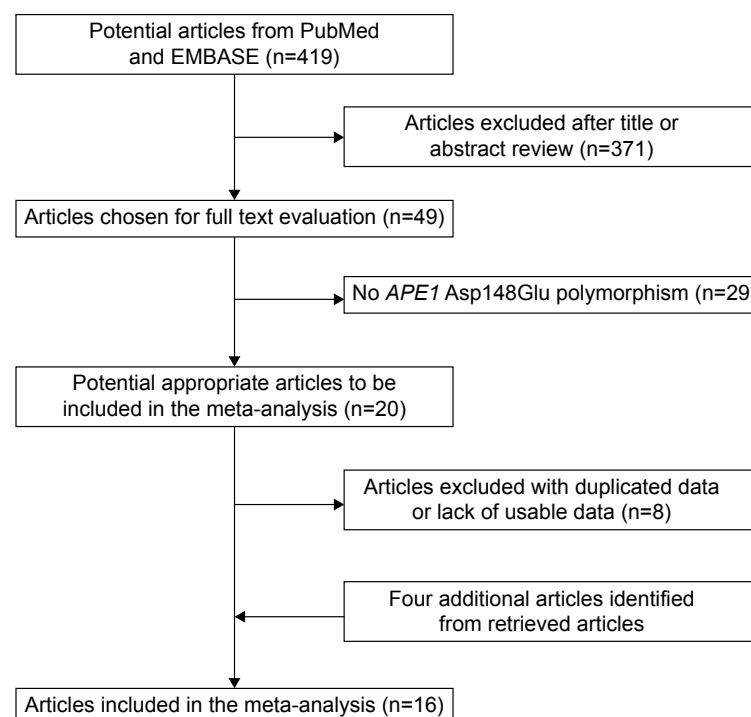 Potential articles from PubMed
and EMBASE (n=419)
Articles excluded after title or
abstract review (n=371)
Articles chosen for full text evaluation (n=49)
No APE1 Asp148Glu polymorphism (n=29
Potential appropriate articles to be
included in the meta-analysis (n=20)
Articles excluded with duplicated data
or lack of usable data (n=8)
Four additional articles identified
from retrieved articles
Articles included in the meta-analysis (n=16)